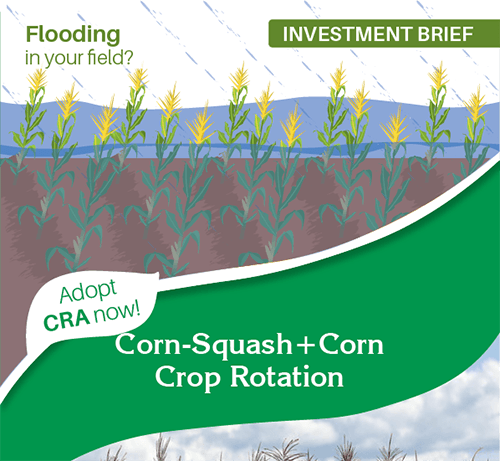 Flooding
in your field?
INVESTMENT BRIEF
Adopt
CRA now!
Corn-Squash+Corn
Crop Rotation